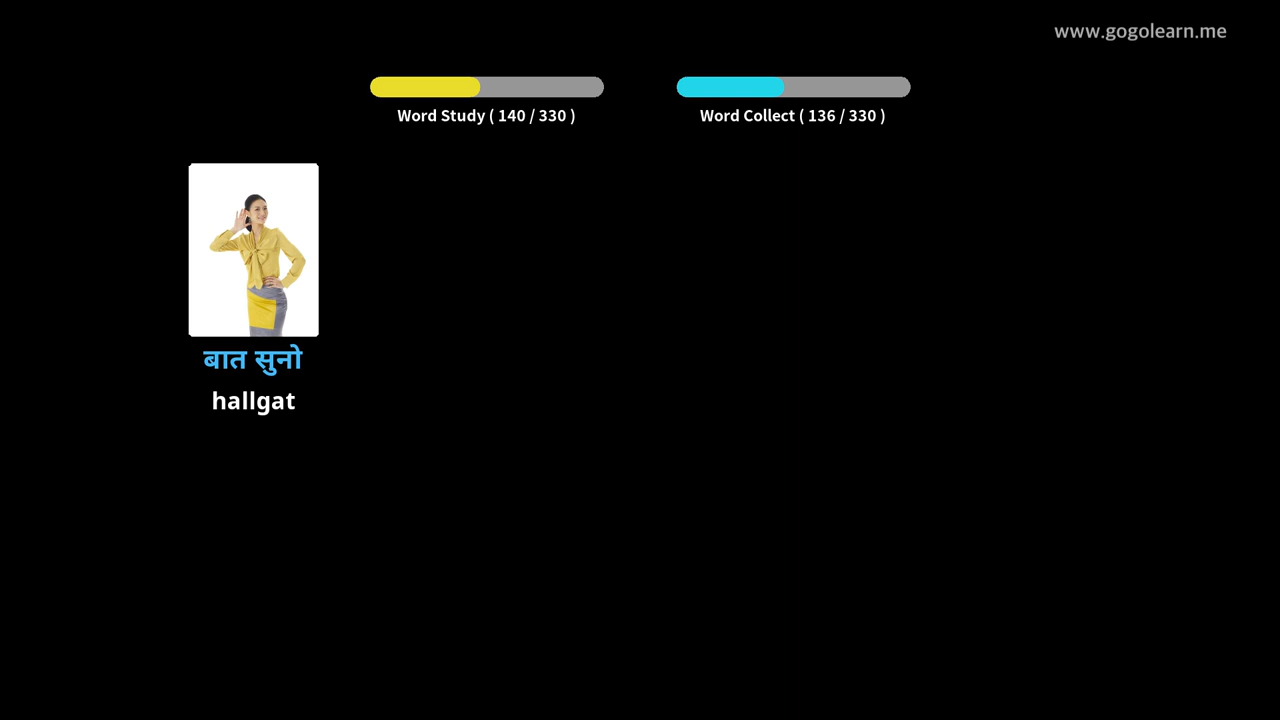 www.gogolearn.me
Word Study ( 140 / 330 )
Word Collect ( 136 / 330 )
बात सुनो
hallgat